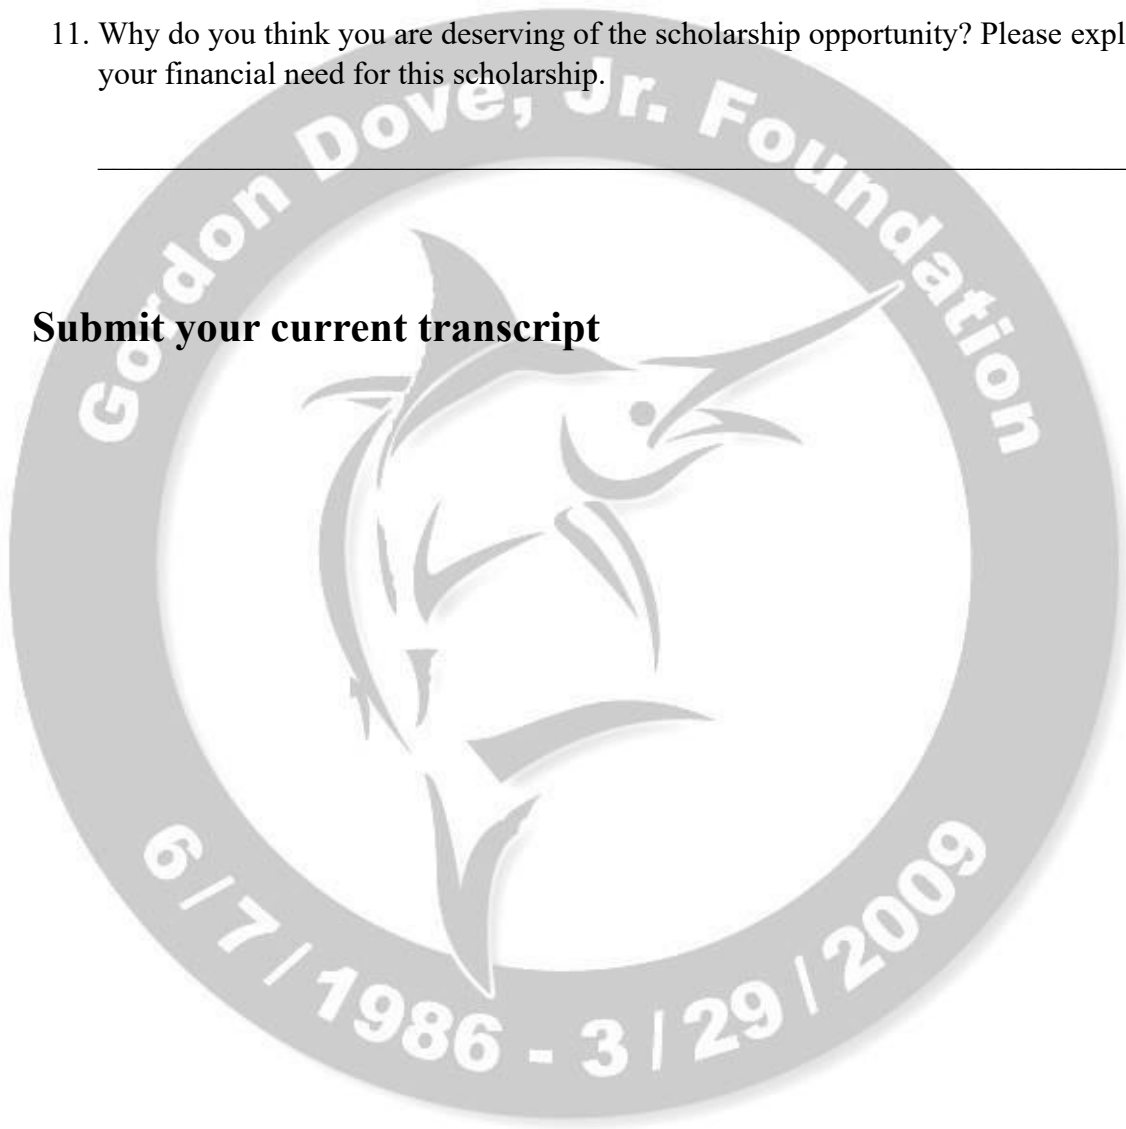 11. Why do you think you are deserving of the scholarship opportunity? Please expl
your financial need for this scholarship.
Gordon Dove, Jr. Foundation
Submit your current transcript
6 / 7 / 1986 - 3 / 29 / 2009